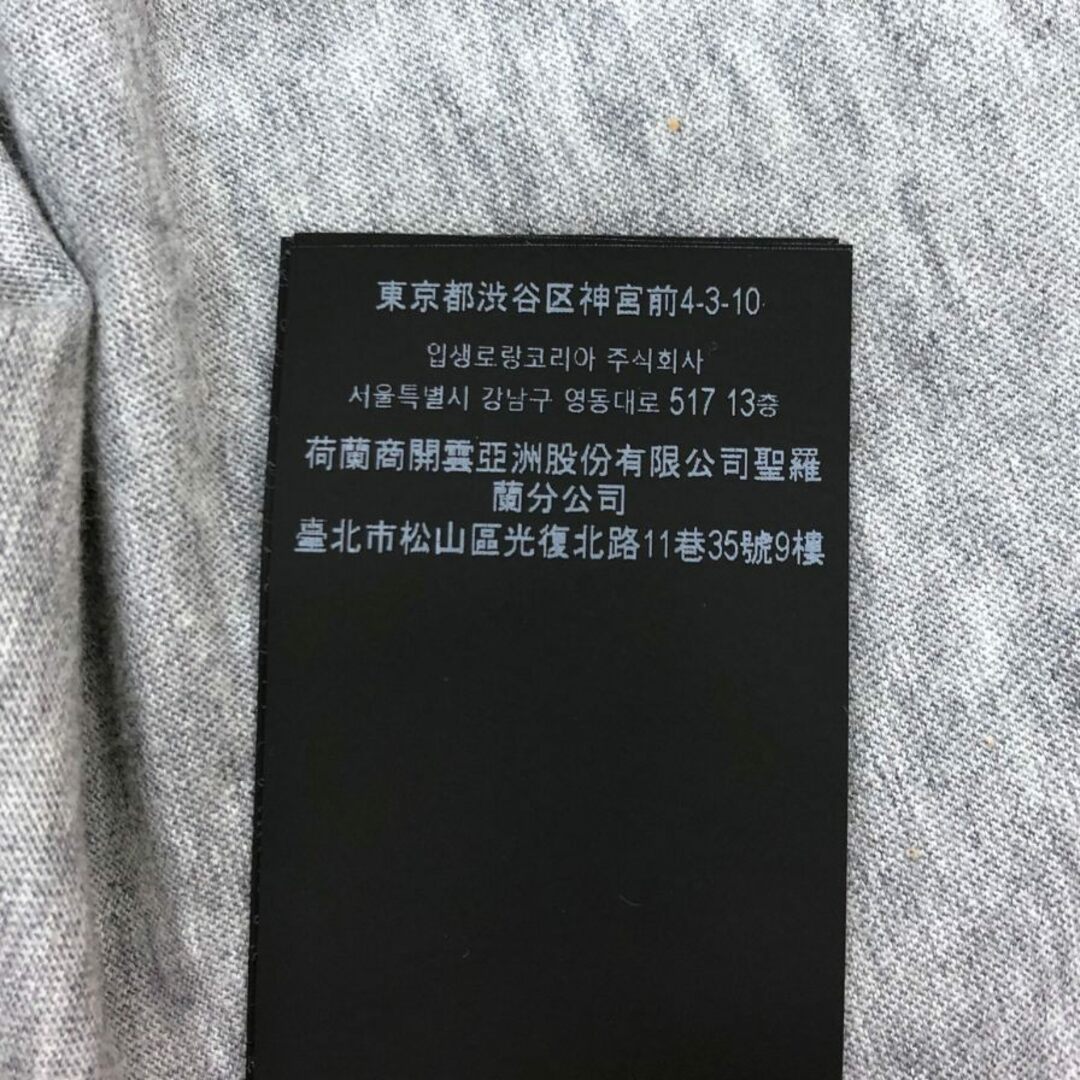 東京都渋谷区神宮前4-3-10
입생로랑코리아 주식회사
서울특별시 강남구 영동대로 517 13층
荷蘭商開雲亞洲股份有限公司聖羅
蘭分公司
臺北市松山區光復北路11巷35號9樓